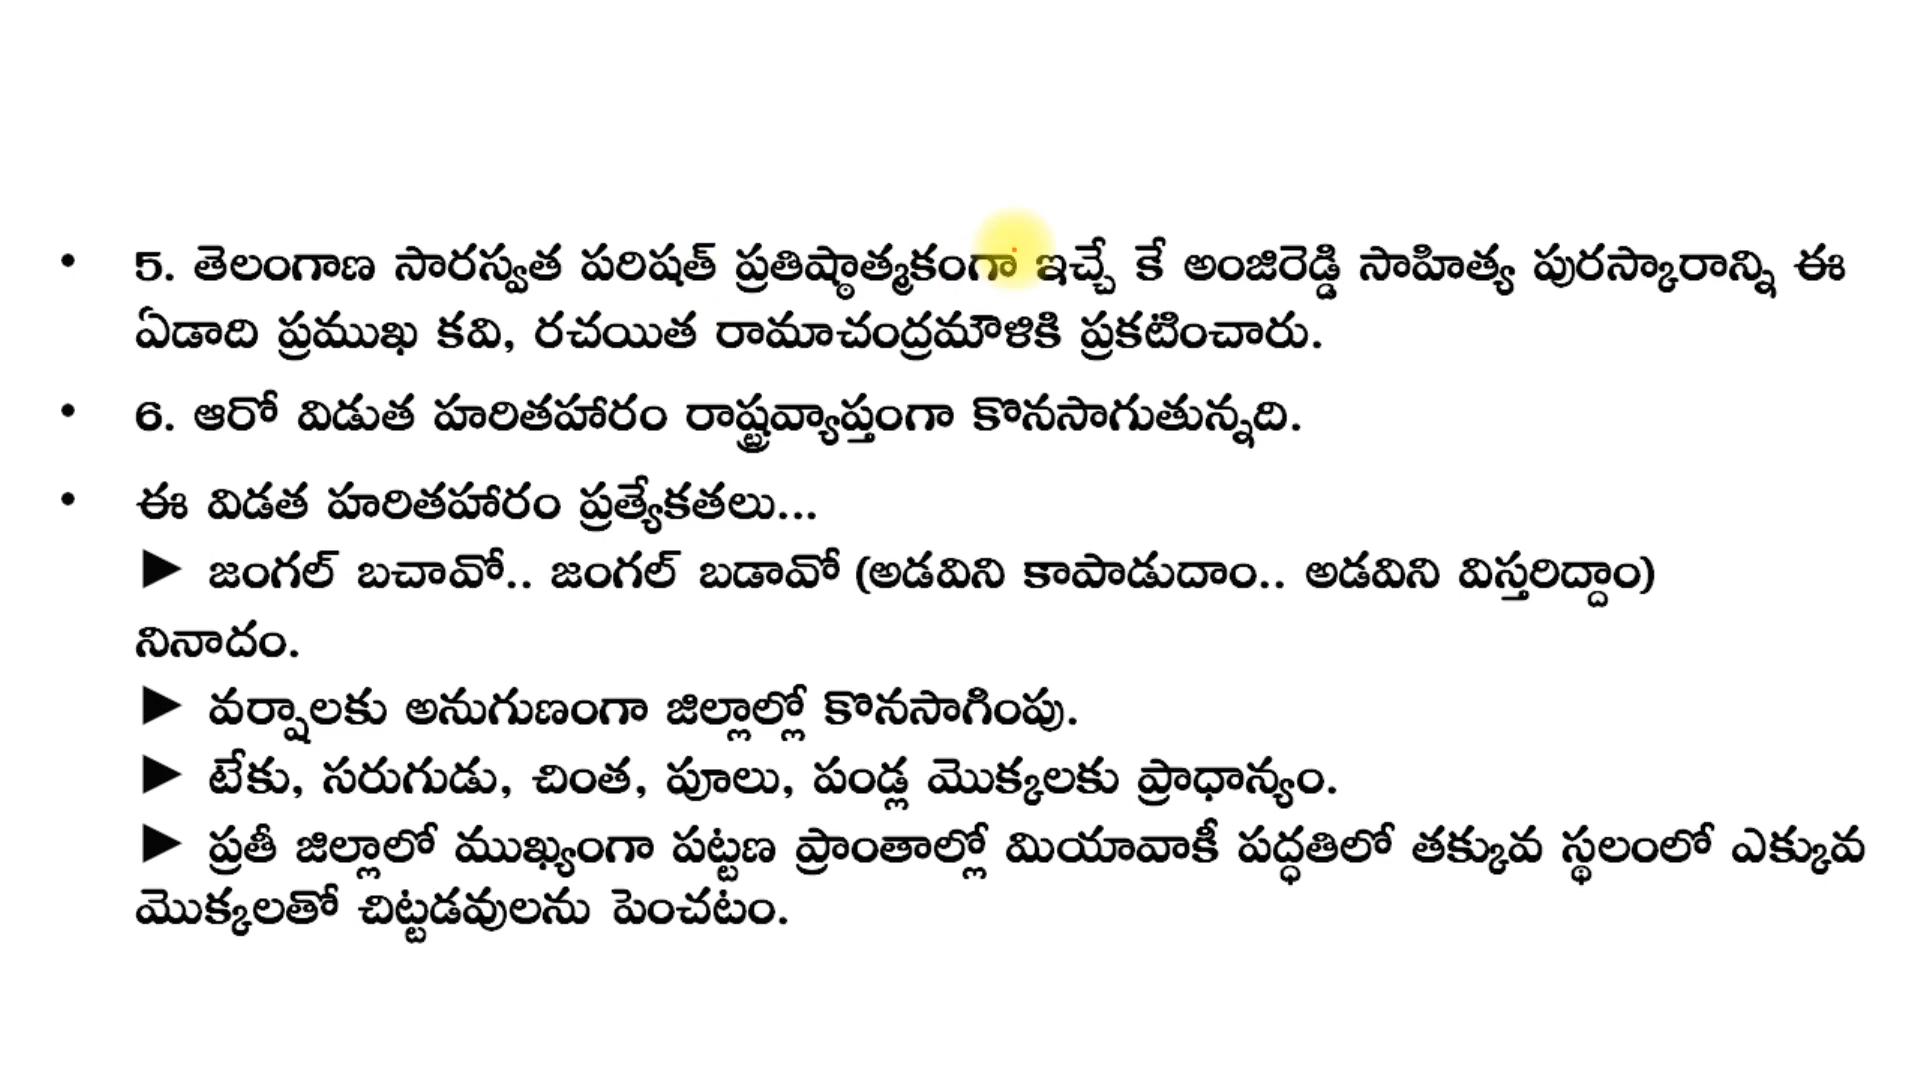 • 5. తెలంగాణ సారస్వత పరిషత్ ప్రతిష్ఠాత్మకంగా ఇచ్చే కే అంజిరెడ్డి సాహిత్య పురస్కారాన్ని ఈ
ఏడాది ప్రముఖ కవి, రచయిత రామాచంద్రమౌళికి ప్రకటించారు.
• 6. ఆరో విడుత హరితహారం రాష్ట్రవ్యాప్తంగా కొనసాగుతున్నది.
• ఈ విడత హరితహారం ప్రత్యేకతలు...
► జంగల్ బచావో.. జంగల్ బడావో (అడవిని కాపాడుదాం.. అడవిని విస్తరిద్దాం)
నినాదం.
► వర్షాలకు అనుగుణంగా జిల్లాల్లో కొనసాగింపు.
► టేకు, సరుగుడు, చింత, పూలు, పండ్ల మొక్కలకు ప్రాధాన్యం.
► ప్రతీ జిల్లాలో ముఖ్యంగా పట్టణ ప్రాంతాల్లో మియావాకీ పద్ధతిలో తక్కువ స్థలంలో ఎక్కువ
మొక్కలతో చిట్టడవులను పెంచటం.